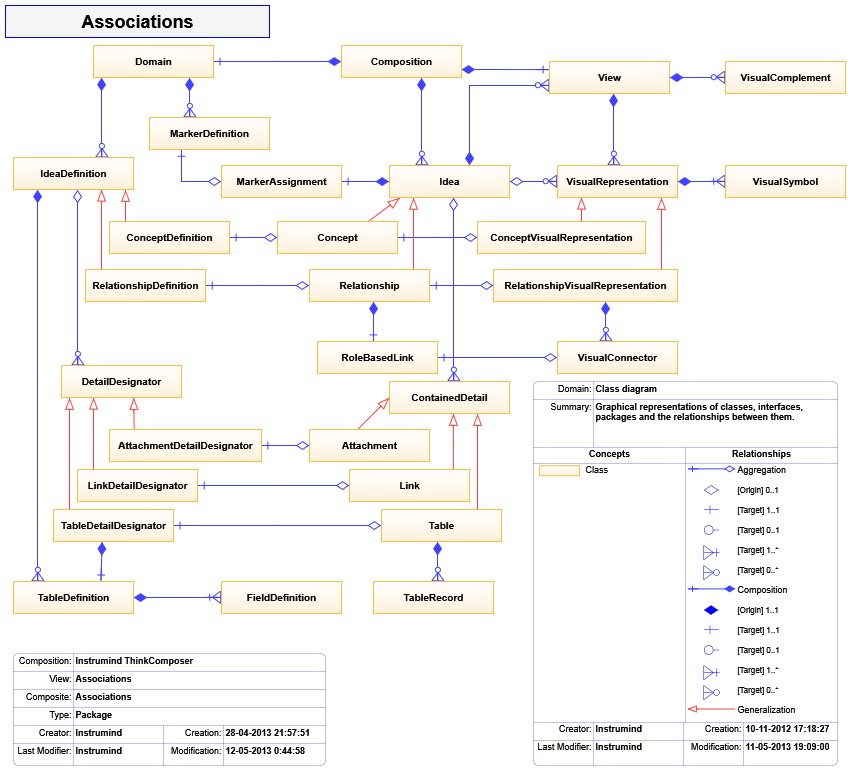 Associations
Domain
Composition
View
VisualComplement
MarkerDefinition
IdeaDefinition
MarkerAssignment
Idea
VisualRepresentation
VisualSymbol
ConceptDefinition
Concept
ConceptVisualRepresentation
RelationshipDefinition
Relationship
RelationshipVisualRepresentation
RoleBasedLink
VisualConnector
DetailDesignator
ContainedDetail
AttachmentDetailDesignator
Attachment
LinkDetailDesignator
Link
TableDetailDesignator
Table
TableDefinition
FieldDefinition
TableRecord
Domain: Class diagram
Summary: Graphical representations of classes, interfaces,
packages and the relationships between them.
Concepts
Relationships
Class
Aggregation
[Origin] 0..1
[Target] 1..1
[Target] 0..1
[Target] 1..*
[Target] 0..*
Composition
[Origin] 1..1
[Target] 1..1
[Target] 0..1
[Target] 1..*
[Target] 0..*
Generalization
Creator: Instrumind Creation: 10-11-2012 17:18:27
Last Modifier: Instrumind Modification: 11-05-2013 19:09:00
Composition: Instrumind ThinkComposer
View: Associations
Composite: Associations
Type: Package
Creator: Instrumind Creation: 28-04-2013 21:57:51
Last Modifier: Instrumind Modification: 12-05-2013 0:44:58